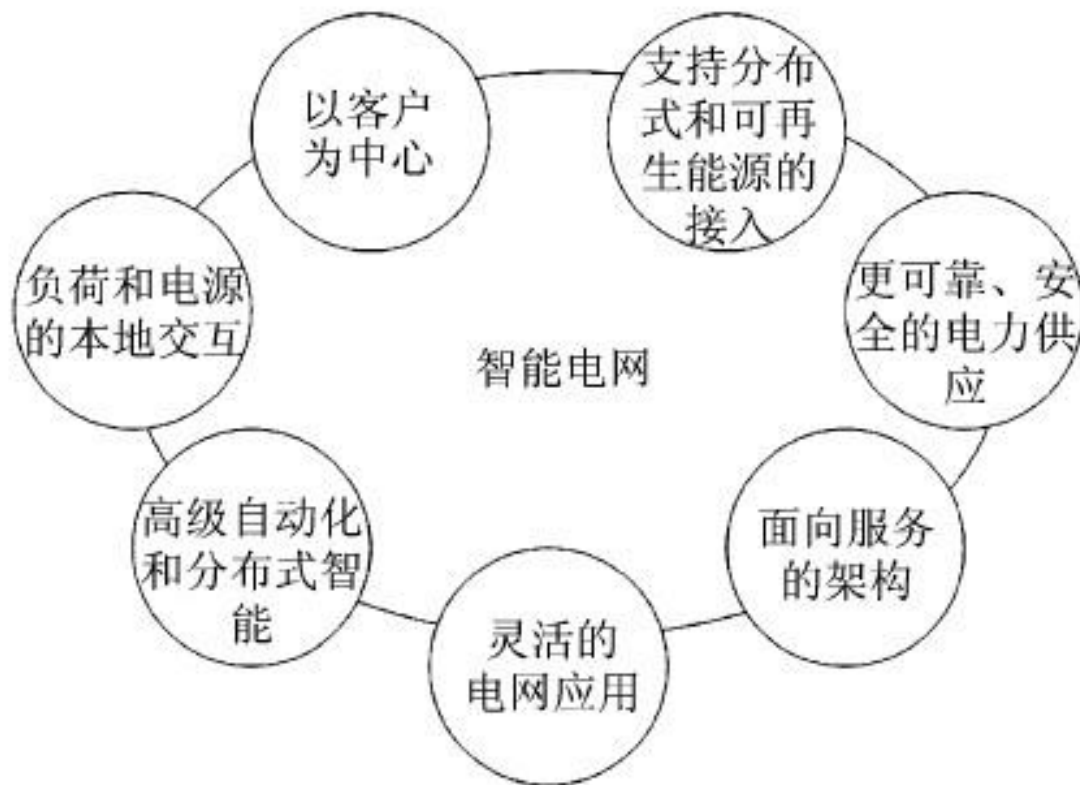 以客户
为中心
支持分布
式和可再
生能源的
接入
负荷和电源
的本地交互
更可靠、安
全的电力供
应
智能电网
高级自动化
和分布式智
能
面向服务
的架构
灵活的
电网应用